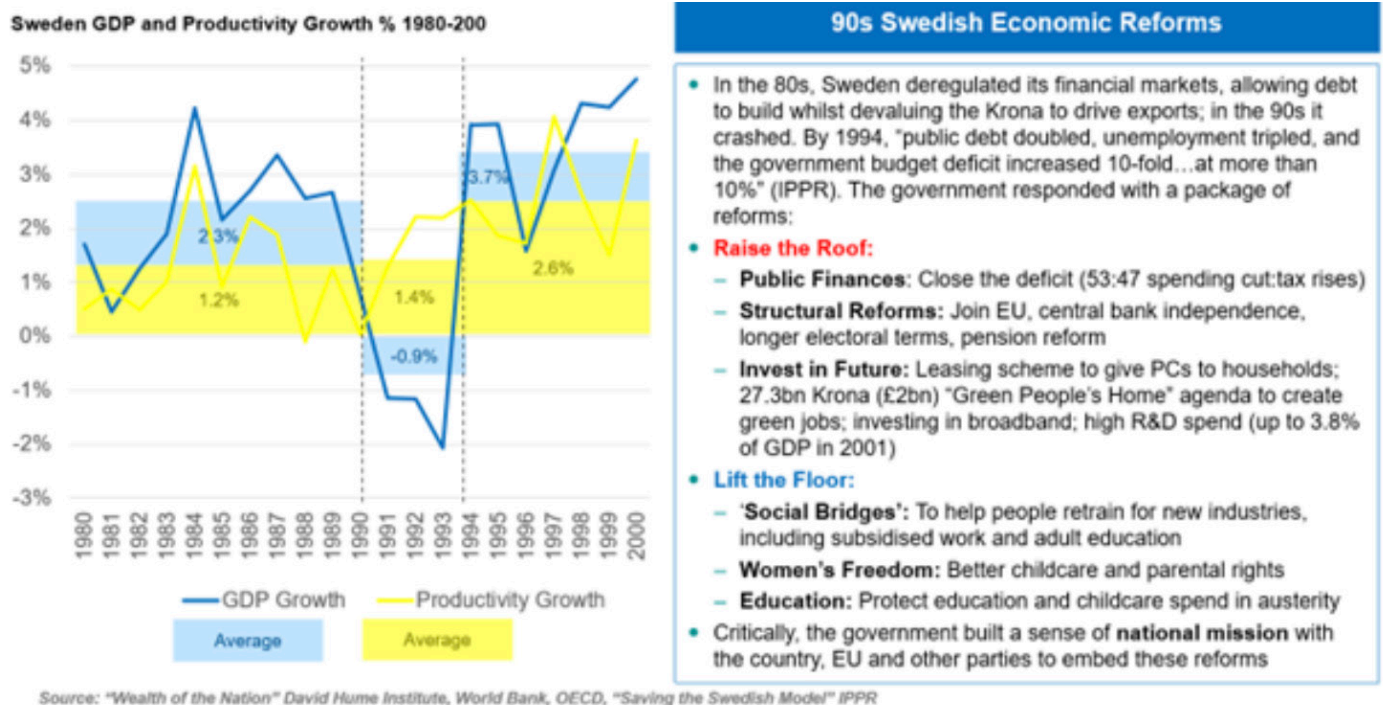 Sweden GDP and Productivity Growth % 1980-200
5%
4%
3%
2%
1%
0%
-1%
-2%
-3%
2.3%
1.2%
1.4%
-0.9%
3.7%
2.6%
1980
1981
1982
1983
1984
1985
1986
1987
1988
1989
1990
1991
1992
1993
1994
1995
1996
1997
1998
1999
2000
GDP Growth
Productivity Growth
Average
Average
90s Swedish Economic Reforms
• In the 80s, Sweden deregulated its financial markets, allowing debt
to build whilst devaluing the Krona to drive exports; in the 90s it
crashed. By 1994, “public debt doubled, unemployment tripled, and
the government budget deficit increased 10-fold…at more than
10%” (IPPR). The government responded with a package of
reforms:
• Raise the Roof:
– Public Finances: Close the deficit (53:47 spending cut:tax rises)
– Structural Reforms: Join EU, central bank independence,
longer electoral terms, pension reform
– Invest in Future: Leasing scheme to give PCs to households;
27.3bn Krona (£2bn) “Green People’s Home” agenda to create
green jobs; investing in broadband; high R&D spend (up to 3.8%
of GDP in 2001)
• Lift the Floor:
– ‘Social Bridges’: To help people retrain for new industries,
including subsidised work and adult education
– Women’s Freedom: Better childcare and parental rights
– Education: Protect education and childcare spend in austerity
• Critically, the government built a sense of national mission with
the country, EU and other parties to embed these reforms
Source: “Wealth of the Nation” David Hume Institute, World Bank, OECD, “Saving the Swedish Model” IPPR